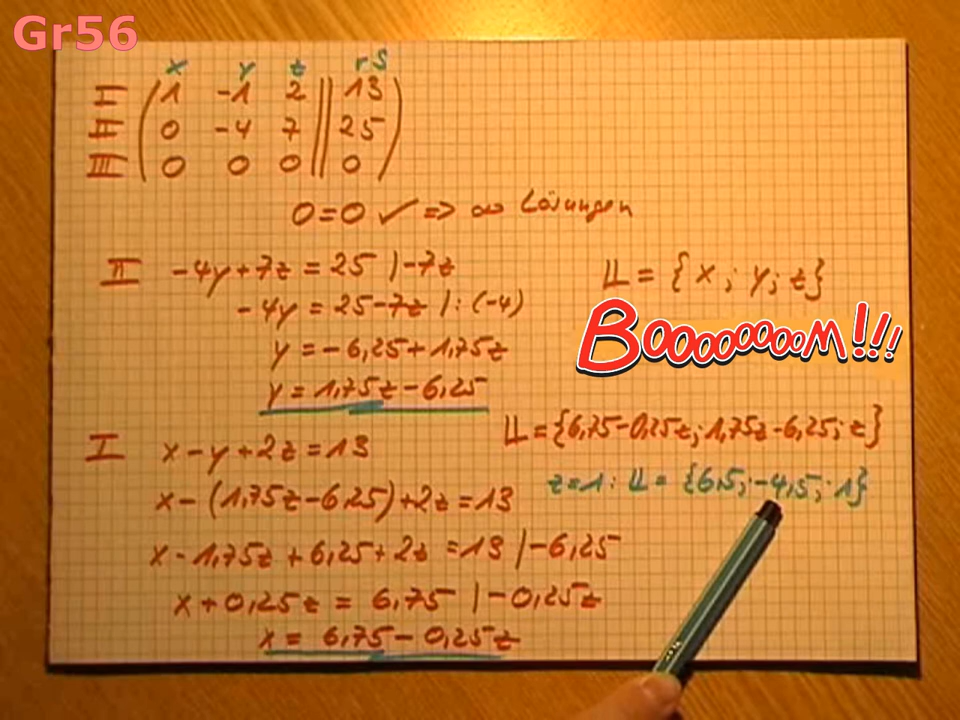 Gr56
x y z rS
I ( 1 -1 2 || 13 )
II ( 0 -4 7 || 25 )
III ( 0 0 0 || 0 )
0=0 ✓ => ∞ Lösungen
II -4y+7z = 25 |-7z
-4y = 25-7z |:(-4)
y = -6,25+1,75z
y = 1,75z-6,25
𝕃 = {x; y; z}
BOOOOOOOOM!!!
I x-y+2z = 13
x-(1,75z-6,25)+2z = 13
x-1,75z+6,25+2z = 13 |-6,25
x+0,25z = 6,75 |-0,25z
x = 6,75-0,25z
𝕃 = {6,75-0,25z; 1,75z-6,25; z}
z=1: 𝕃 = {6,5; -4,5; 1}